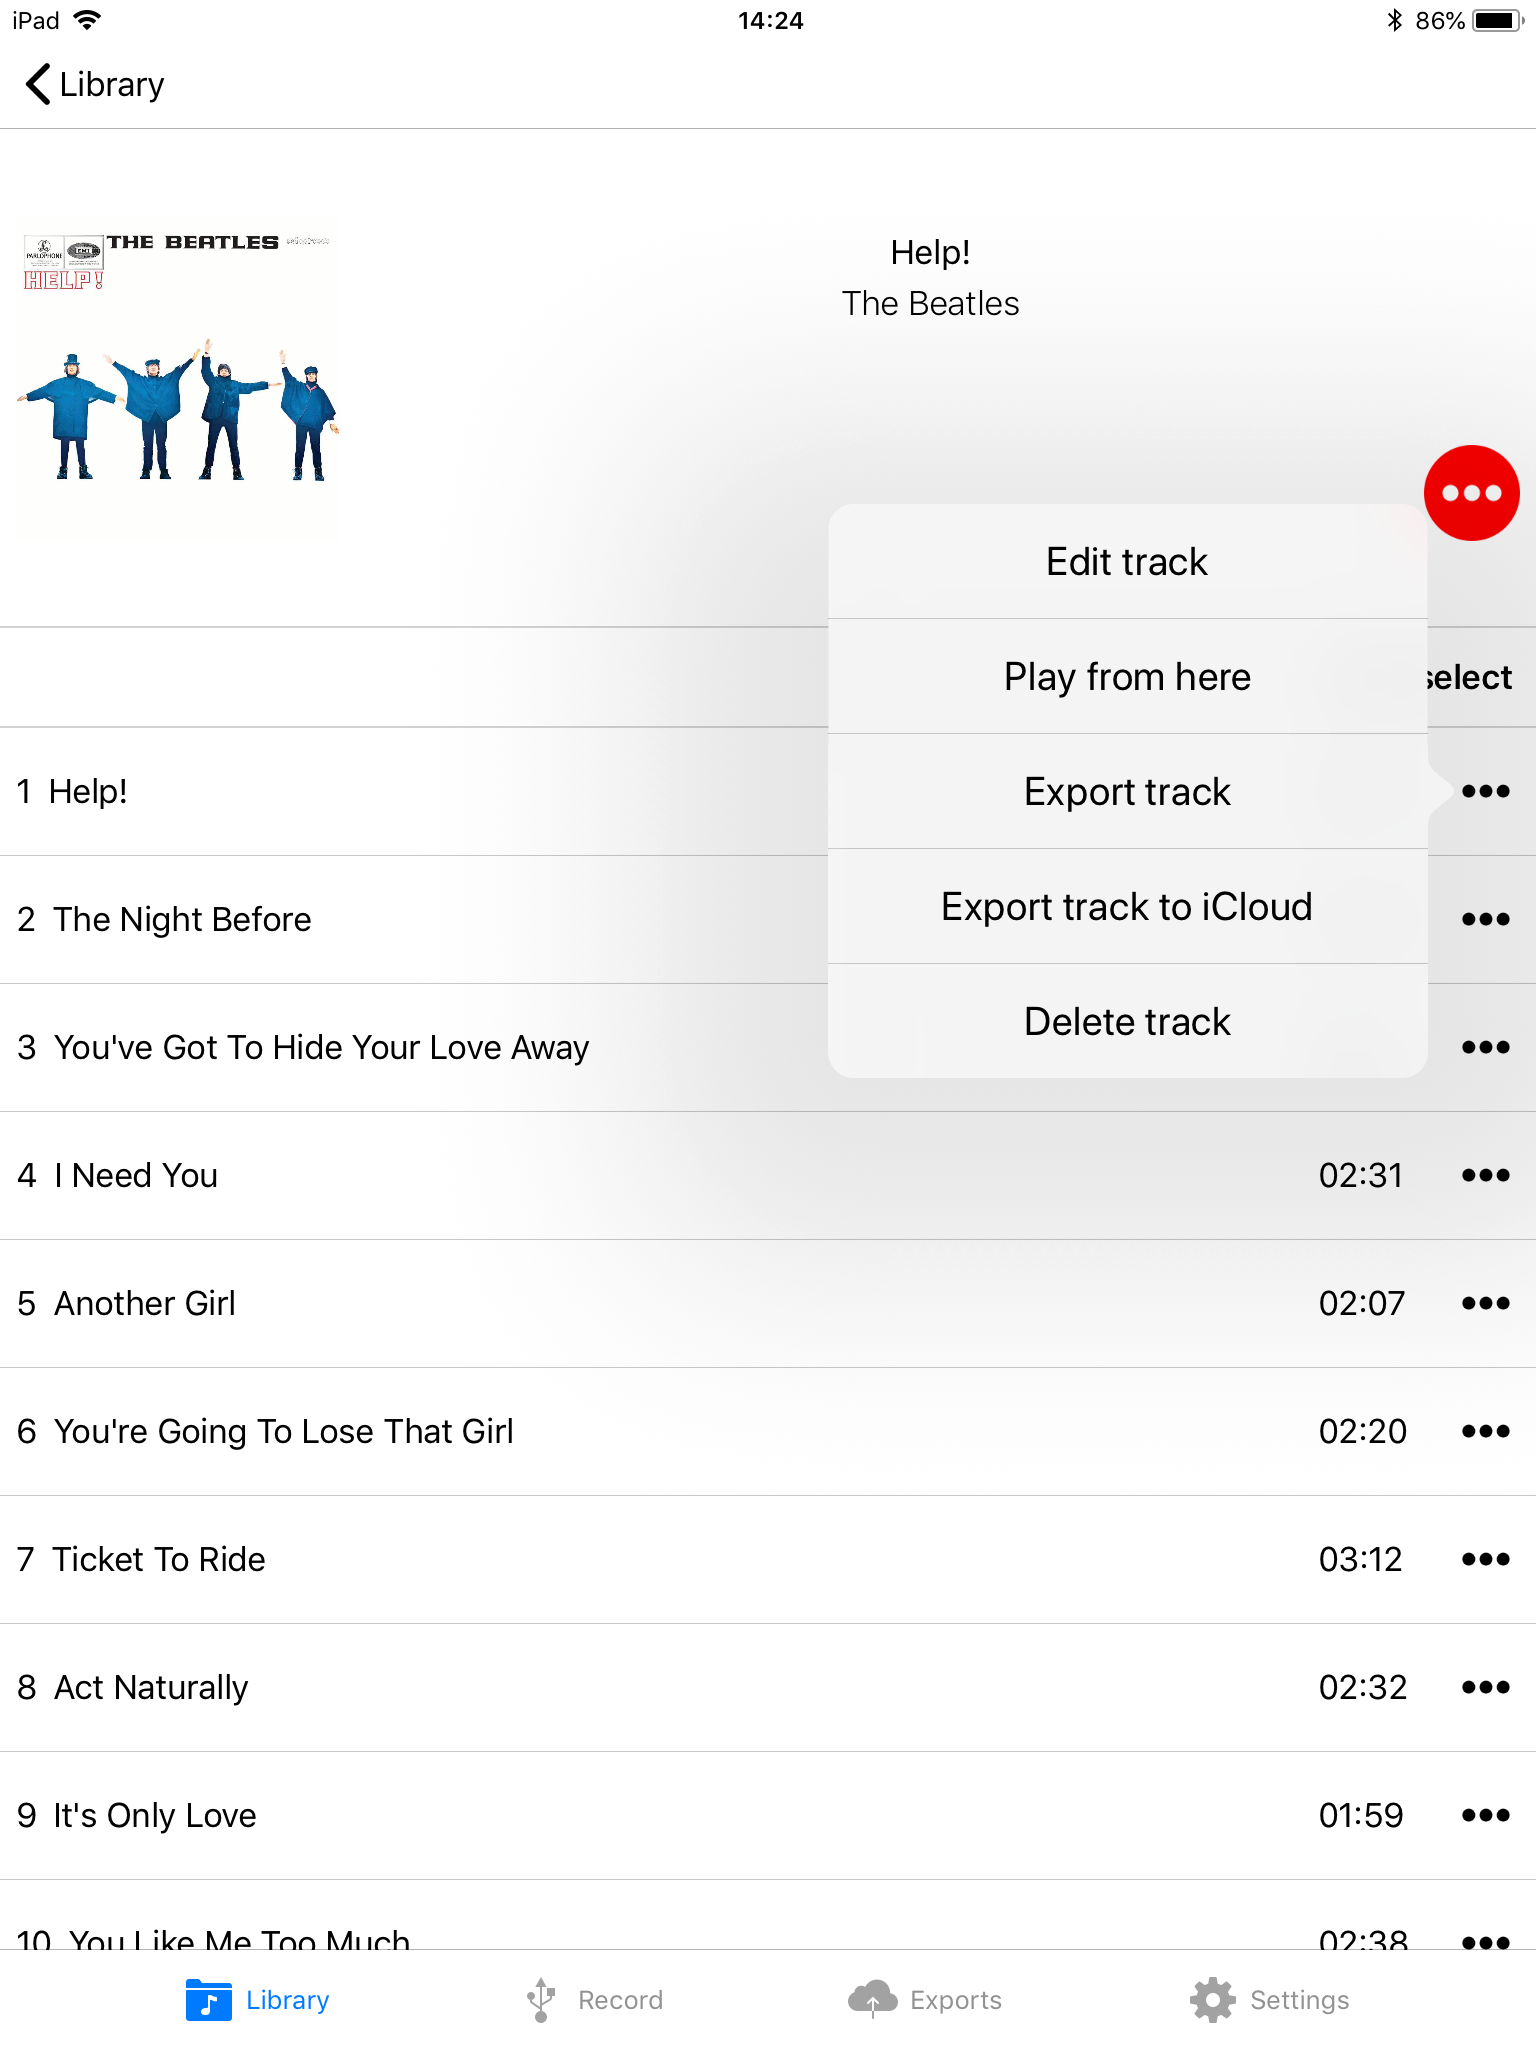 iPad 14:24 86%
Library
THE BEATLES
PARLOPHONE EMI
HELP!
Help!
The Beatles
Edit track
Play from here
select
1 Help! Export track
Export track to iCloud
2 The Night Before
Delete track
3 You've Got To Hide Your Love Away
4 I Need You 02:31
5 Another Girl 02:07
6 You're Going To Lose That Girl 02:20
7 Ticket To Ride 03:12
8 Act Naturally 02:32
9 It's Only Love 01:59
10 You Like Me Too Much 02:38
Library Record Exports Settings